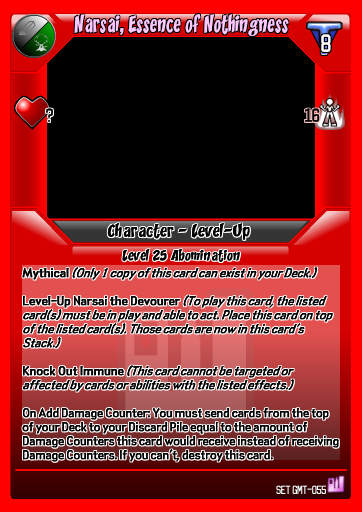 Narsai, Essence of Nothingness
8
?
16
Character - Level-Up
Level 25 Abomination
Mythical (Only 1 copy of this card can exist in your Deck.)
Level-Up Narsai the Devourer (To play this card, the listed
card(s) must be in play and able to act. Place this card on top
of the listed card(s). Those cards are now in this card's
Stack.)
Knock Out Immune (This card cannot be targeted or
affected by cards or abilities with the listed effects.)
On Add Damage Counter: You must send cards from the top
of your Deck to your Discard Pile equal to the amount of
Damage Counters this card would receive instead of receiving
Damage Counters. If you can't, destroy this card.
SET GMT-055